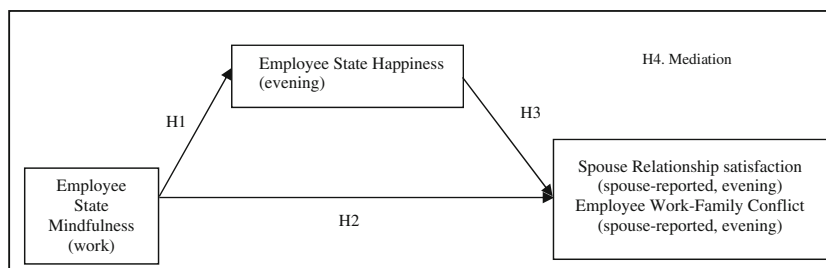 Employee State Happiness
(evening)
H4. Mediation
H1
H3
Employee
State
Mindfulness
(work)
H2
Spouse Relationship satisfaction
(spouse-reported, evening)
Employee Work-Family Conflict
(spouse-reported, evening)